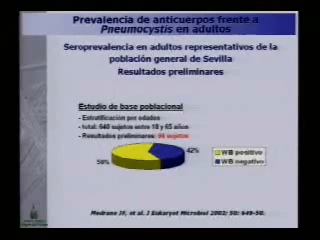 Prevalencia de anticuerpos frente a
Pneumocystis en adultos
Seroprevalencia en adultos representativos de la
población general de Sevilla
Resultados preliminares
Estudio de base poblacional
- Estratificación por edades
- total: 640 sujetos entre 18 y 65 años
- Resultados preliminares: 96 sujetos
42%
58%
WB positivo
WB negativo
Medrano FJ, et al. J Eukaryot Microbiol 2003; 50: 649-50.